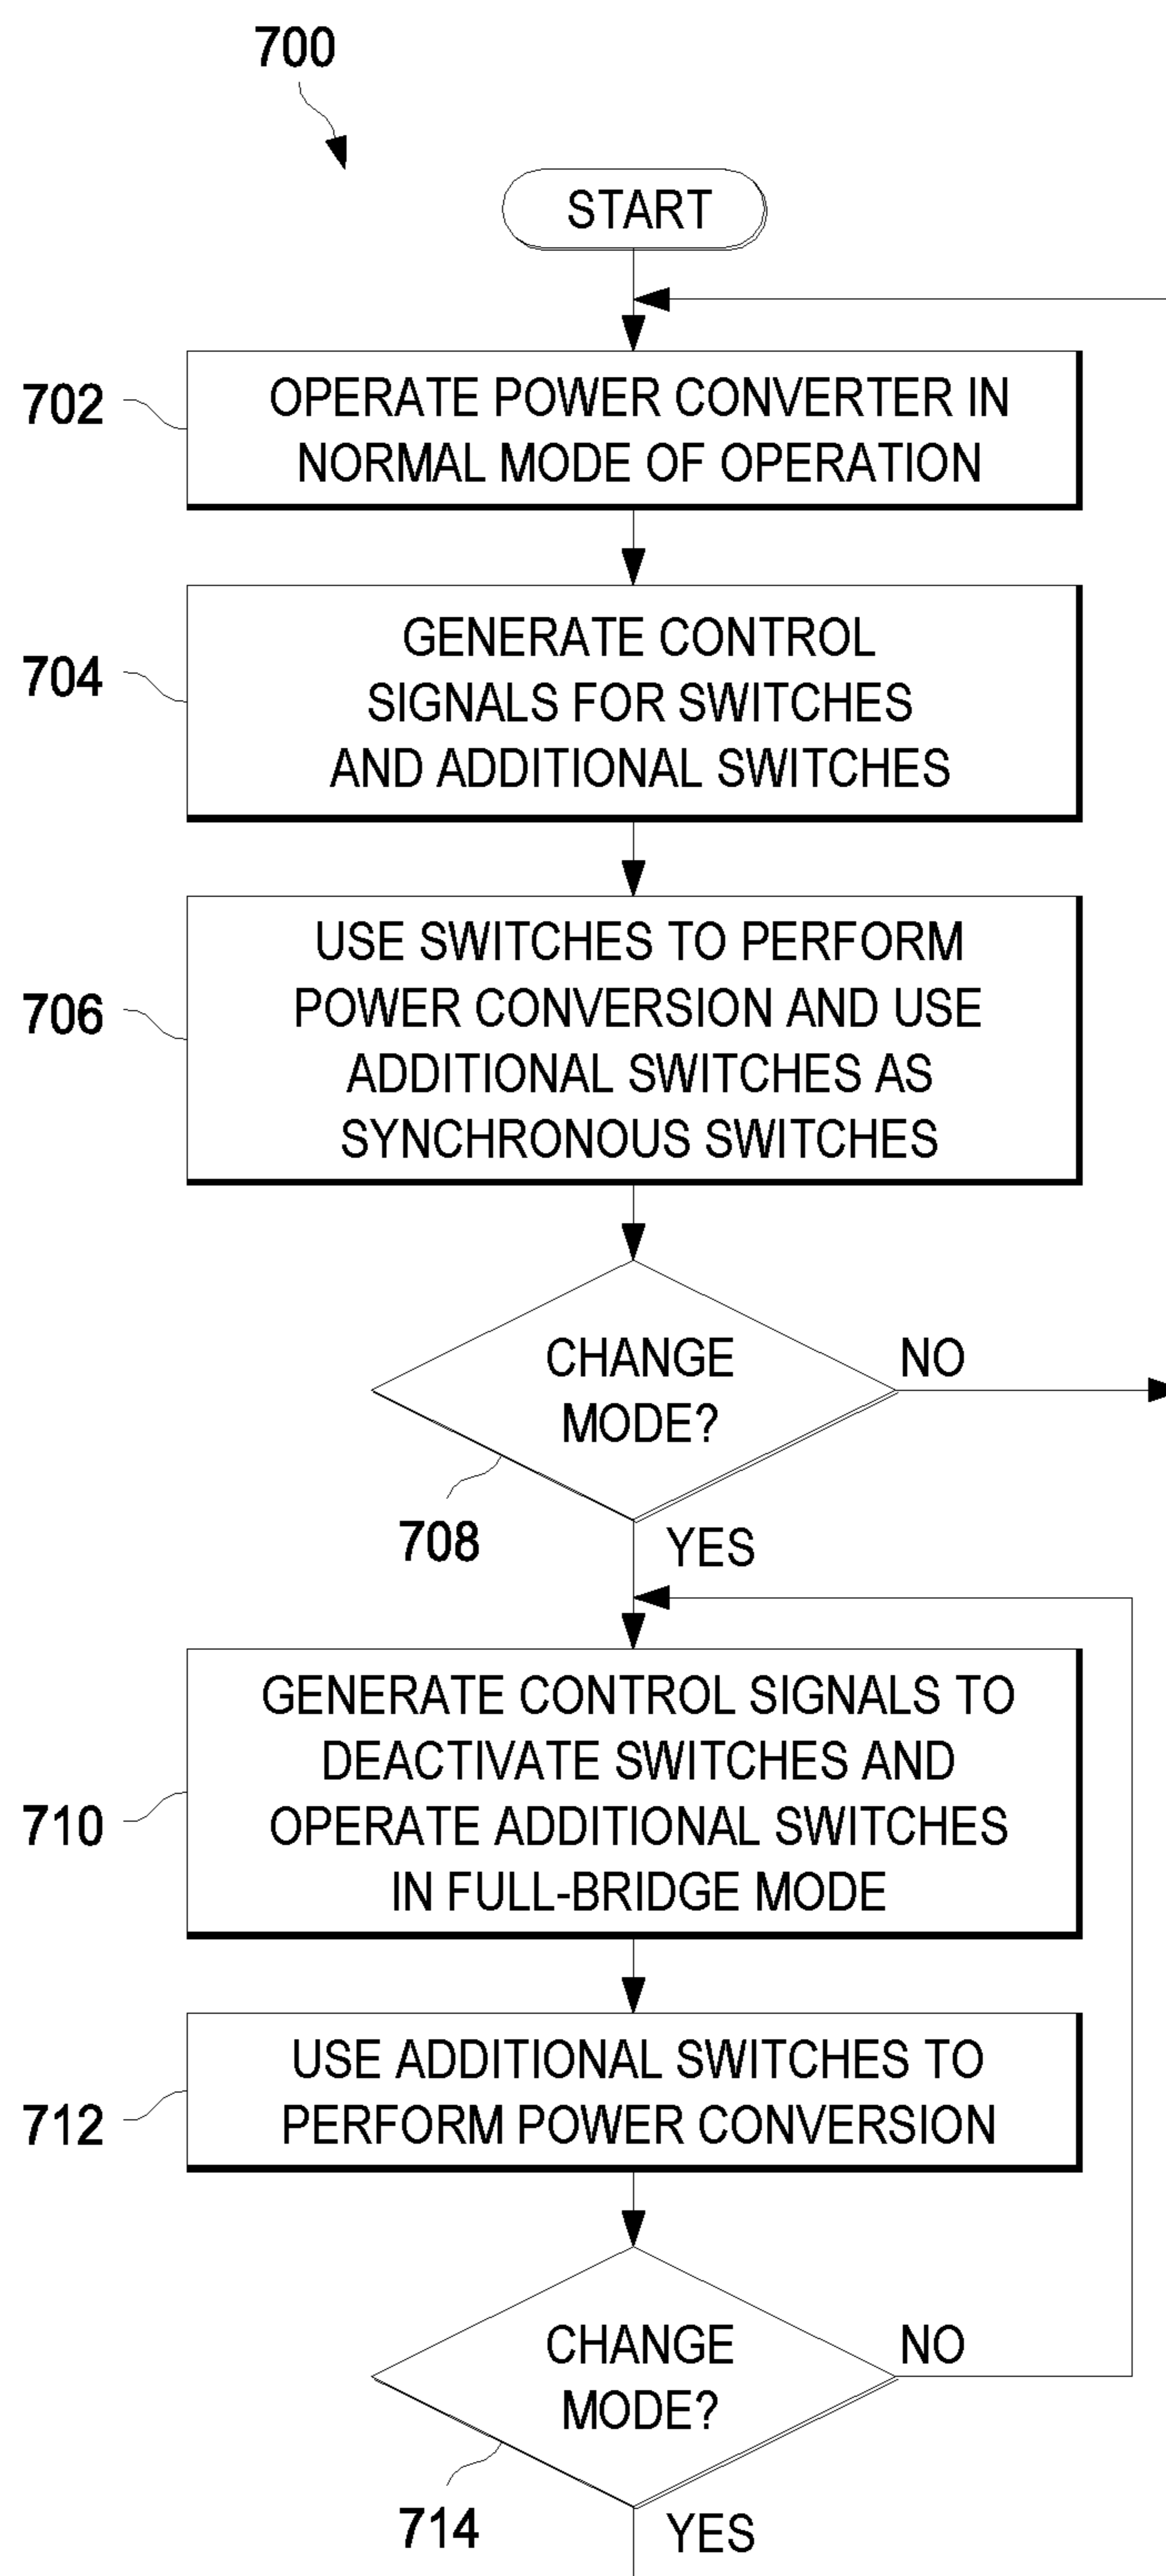 700
START
702
OPERATE POWER CONVERTER IN
NORMAL MODE OF OPERATION
704
GENERATE CONTROL
SIGNALS FOR SWITCHES
AND ADDITIONAL SWITCHES
706
USE SWITCHES TO PERFORM
POWER CONVERSION AND USE
ADDITIONAL SWITCHES AS
SYNCHRONOUS SWITCHES
CHANGE
MODE?
NO
708
YES
710
GENERATE CONTROL SIGNALS TO
DEACTIVATE SWITCHES AND
OPERATE ADDITIONAL SWITCHES
IN FULL-BRIDGE MODE
712
USE ADDITIONAL SWITCHES TO
PERFORM POWER CONVERSION
CHANGE
MODE?
NO
714
YES